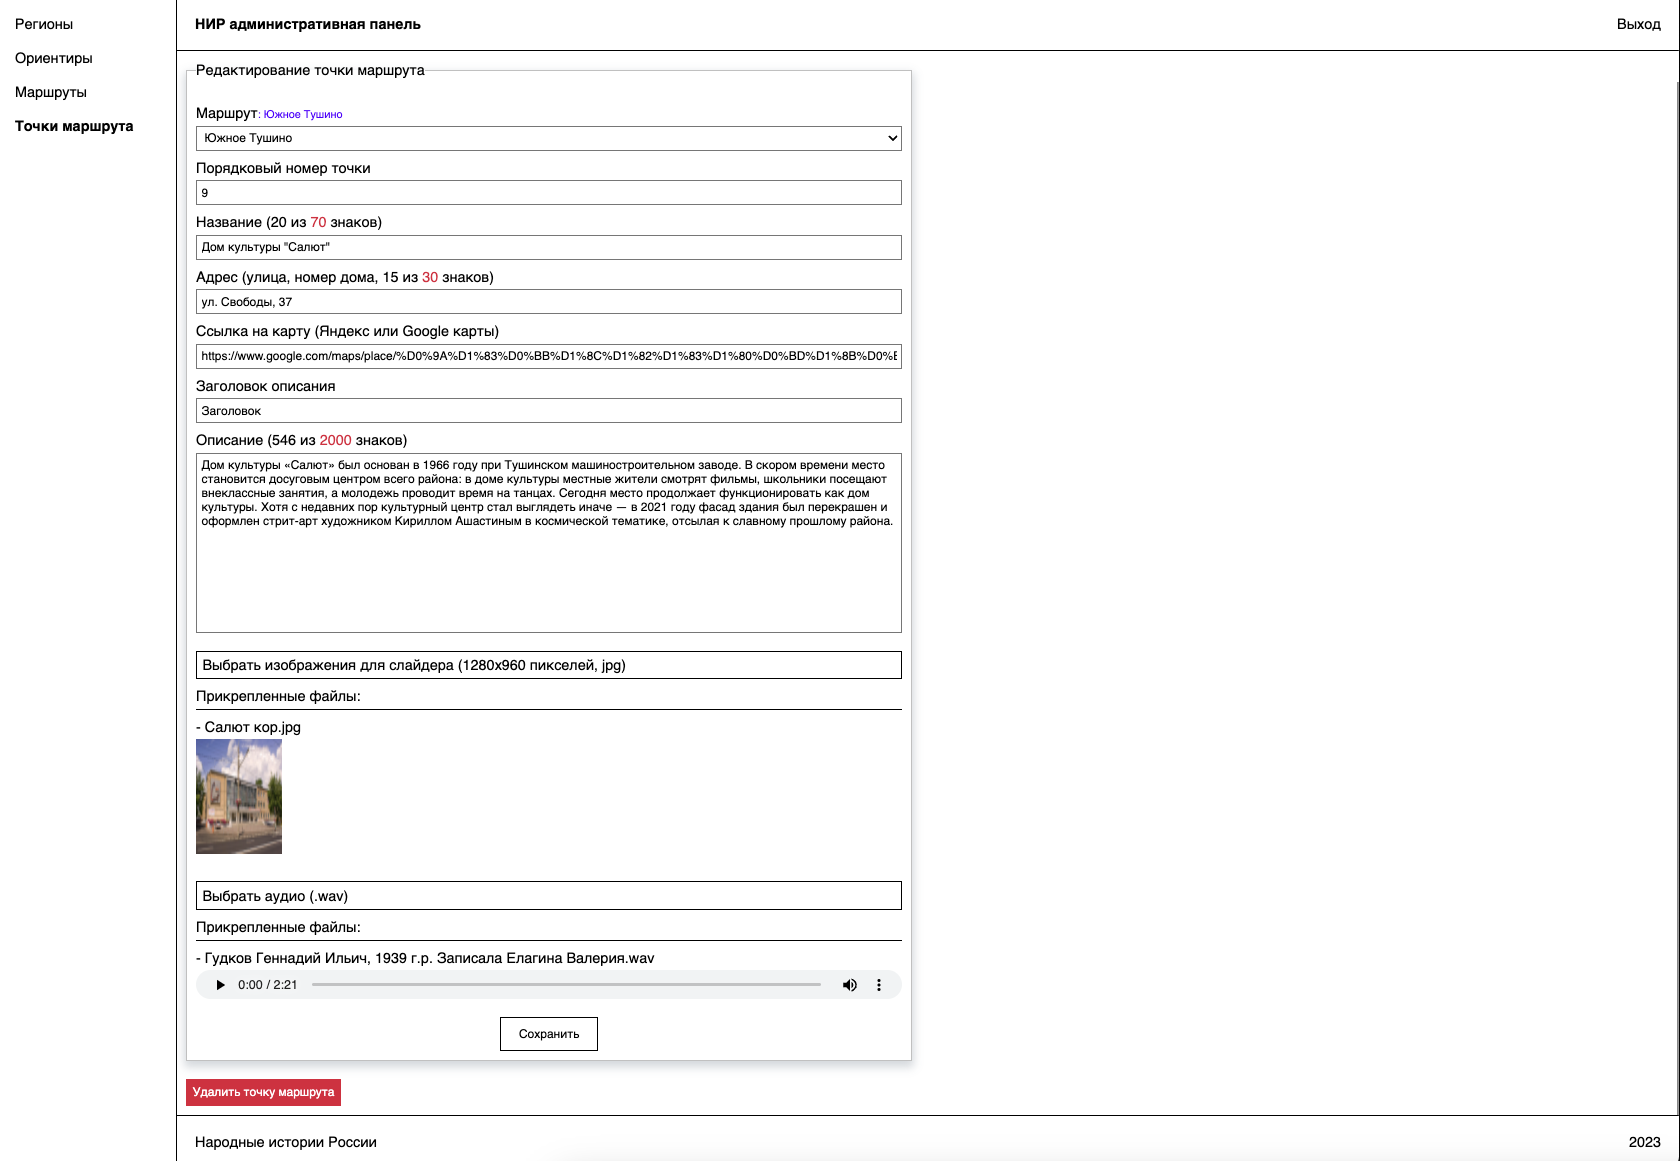 Регионы
Ориентиры
Маршруты
Точки маршрута
НИР административная панель
Выход
Редактирование точки маршрута
Маршрут: Южное Тушино
Южное Тушино
Порядковый номер точки
9
Название (20 из 70 знаков)
Дом культуры "Салют"
Адрес (улица, номер дома, 15 из 30 знаков)
ул. Свободы, 37
Ссылка на карту (Яндекс или Google карты)
https://www.google.com/maps/place/%D0%9A%D1%83%D0%BB%D1%8C%D1%82%D1%83%D1%80%D0%BD%D1%8B%D0%E
Заголовок описания
Заголовок
Описание (546 из 2000 знаков)
Дом культуры «Салют» был основан в 1966 году при Тушинском машиностроительном заводе. В скором времени место
становится досуговым центром всего района: в доме культуры местные жители смотрят фильмы, школьники посещают
внеклассные занятия, а молодежь проводит время на танцах. Сегодня место продолжает функционировать как дом
культуры. Хотя с недавних пор культурный центр стал выглядеть иначе — в 2021 году фасад здания был перекрашен и
оформлен стрит-арт художником Кириллом Ашастиным в космической тематике, отсылая к славному прошлому района.
Выбрать изображения для слайдера (1280x960 пикселей, jpg)
Прикрепленные файлы:
- Салют кор.jpg
Выбрать аудио (.wav)
Прикрепленные файлы:
- Гудков Геннадий Ильич, 1939 г.р. Записала Елагина Валерия.wav
0:00 / 2:21
Сохранить
Удалить точку маршрута
Народные истории России
2023